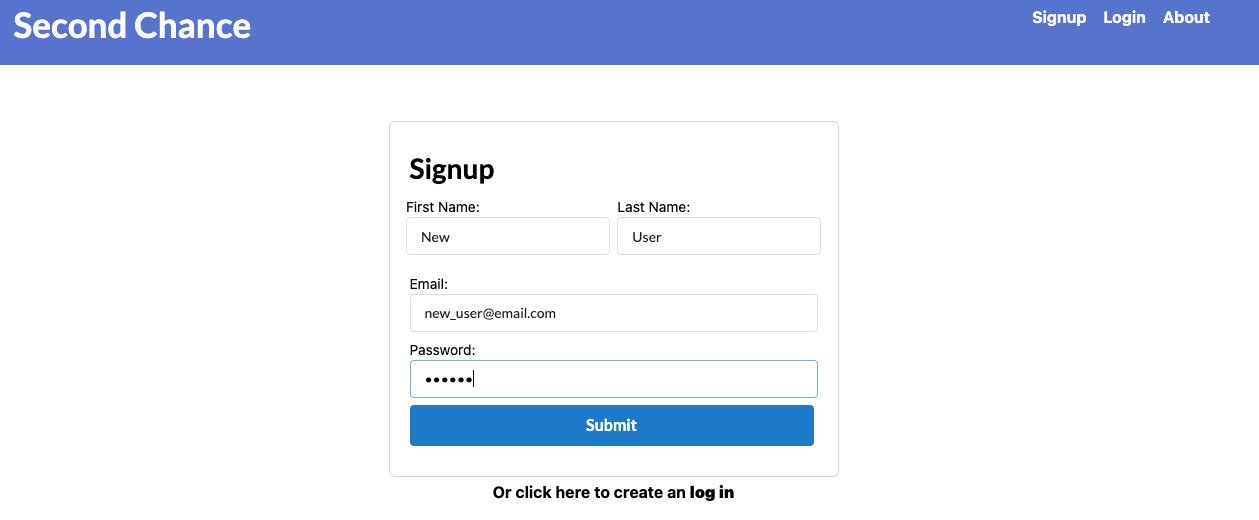 Second Chance
Signup Login About
Signup
First Name: Last Name:
New User
Email:
new_user@email.com
Password:
••••••
Submit
Or click here to create an log in